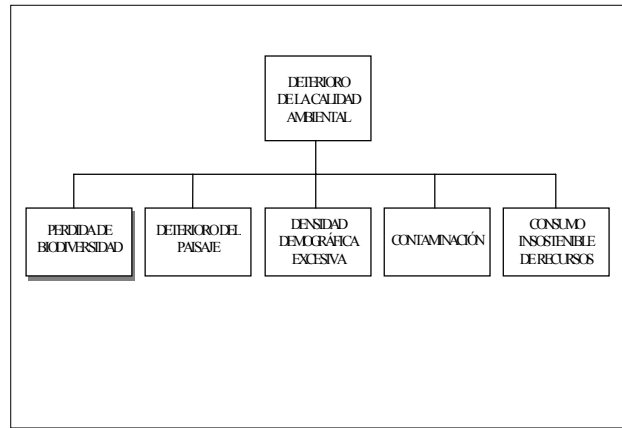 DETERIORO
DE LA CALIDAD
AMBIENTAL
PERDIDA DE
BIODIVERSIDAD
DETERIORO DEL
PAISAJE
DENSIDAD
DEMOGRÁFICA
EXCESIVA
CONTAMINACIÓN
CONSUMO
INSOSTENIBLE
DE RECURSOS